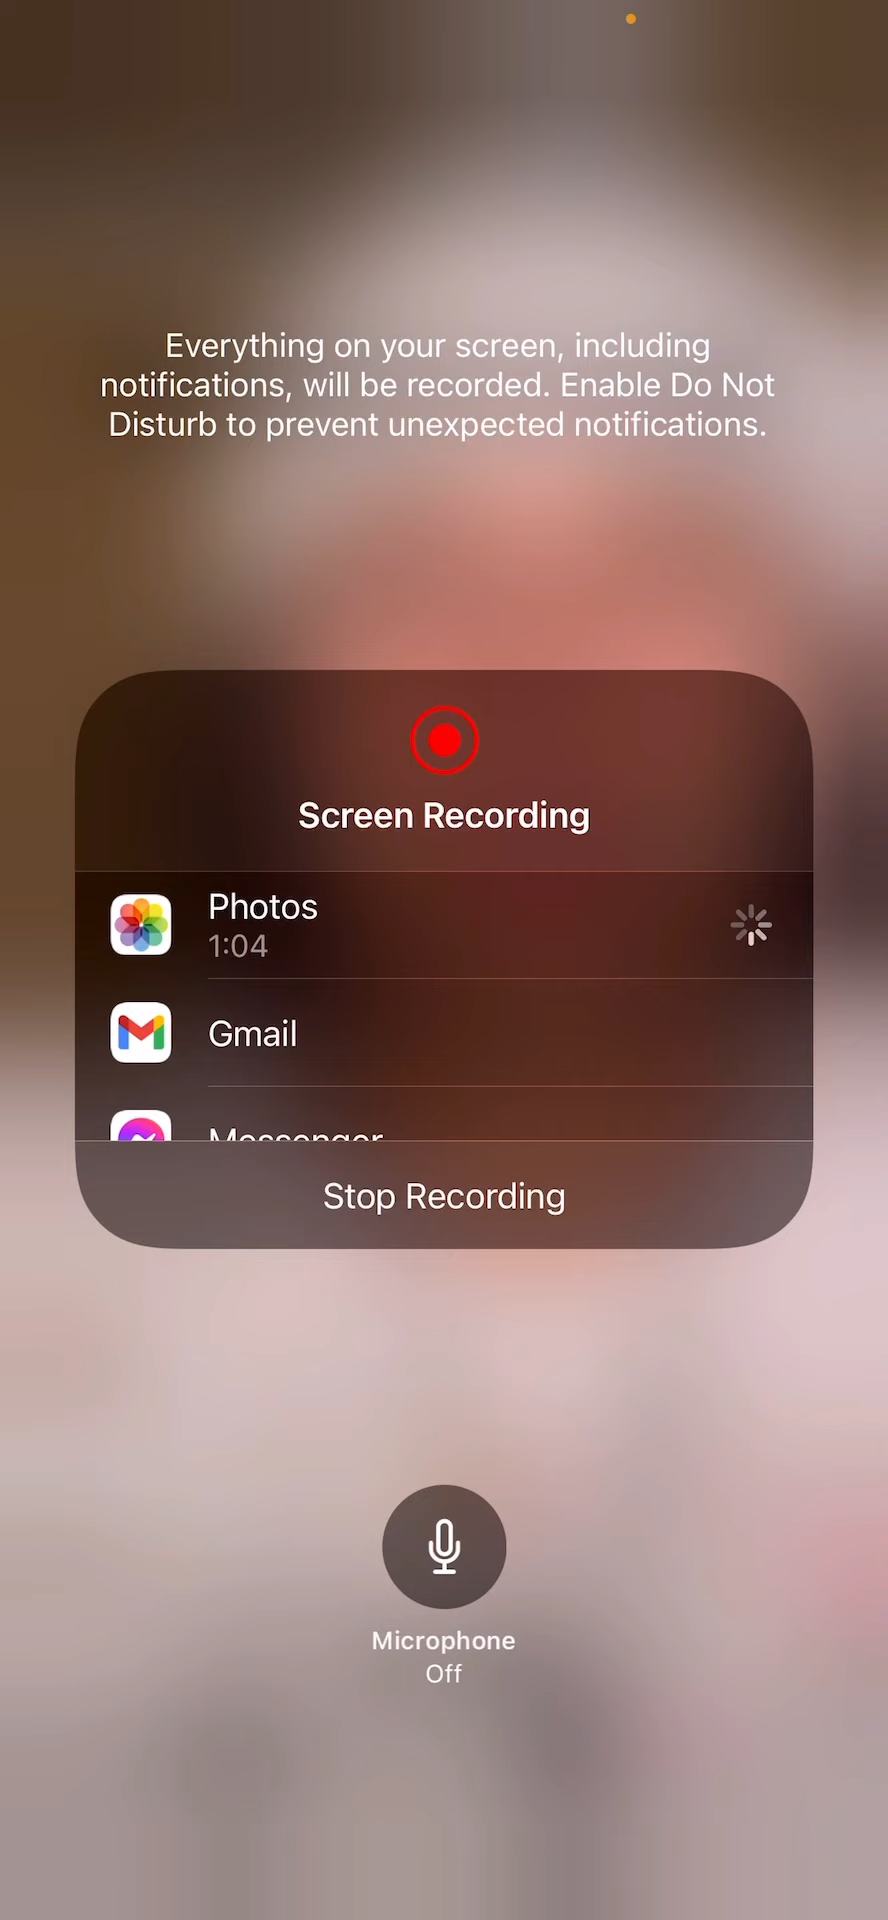 Everything on your screen, including
notifications, will be recorded. Enable Do Not
Disturb to prevent unexpected notifications.
Screen Recording
Photos
1:04
Gmail
Messenger
Stop Recording
Microphone
Off